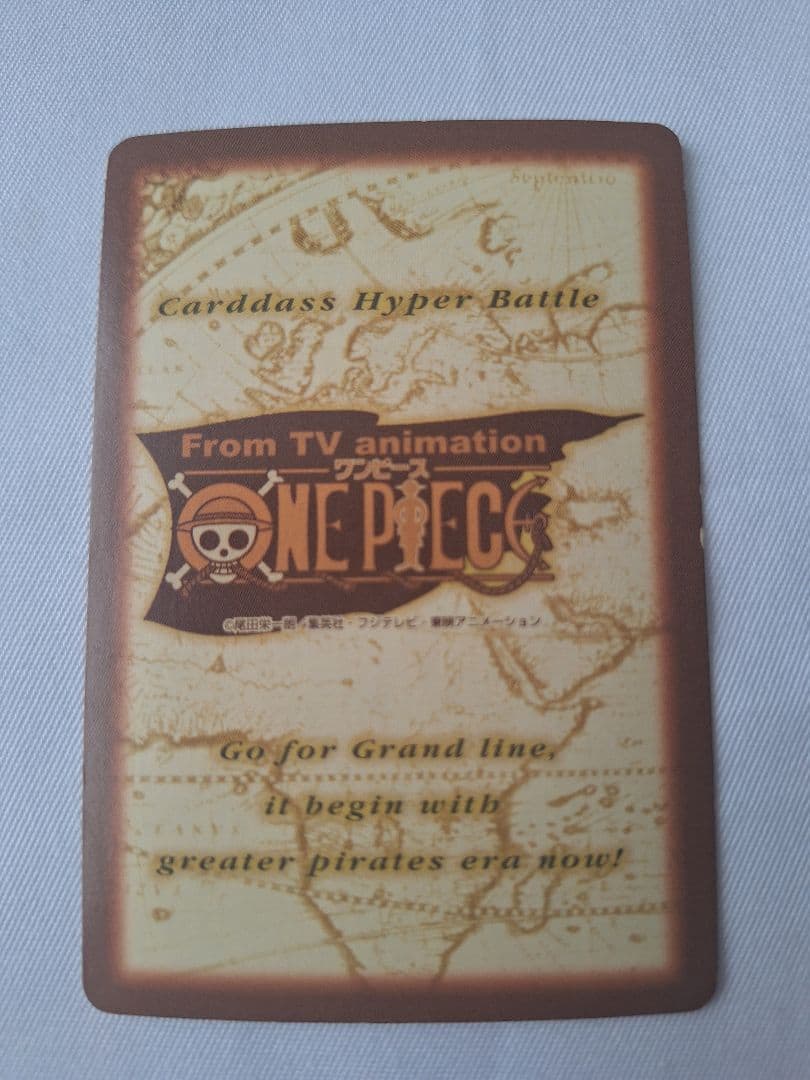 Septentrio
Carddass Hyper Battle
From TV animation
ワンピース
ONE PIECE
©尾田栄一郎・集英社・フジテレビ・東映アニメーション
Go for Grand line,
it begin with
greater pirates era now!